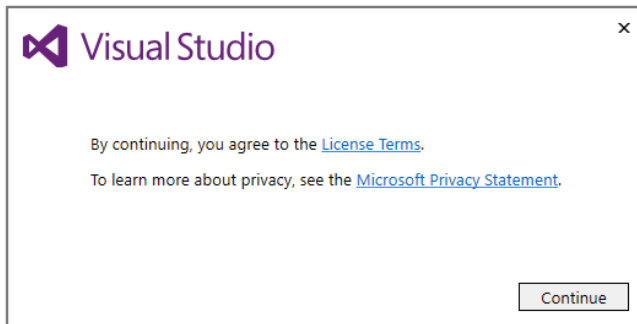 Visual Studio
By continuing, you agree to the License Terms.
To learn more about privacy, see the Microsoft Privacy Statement.
Continue